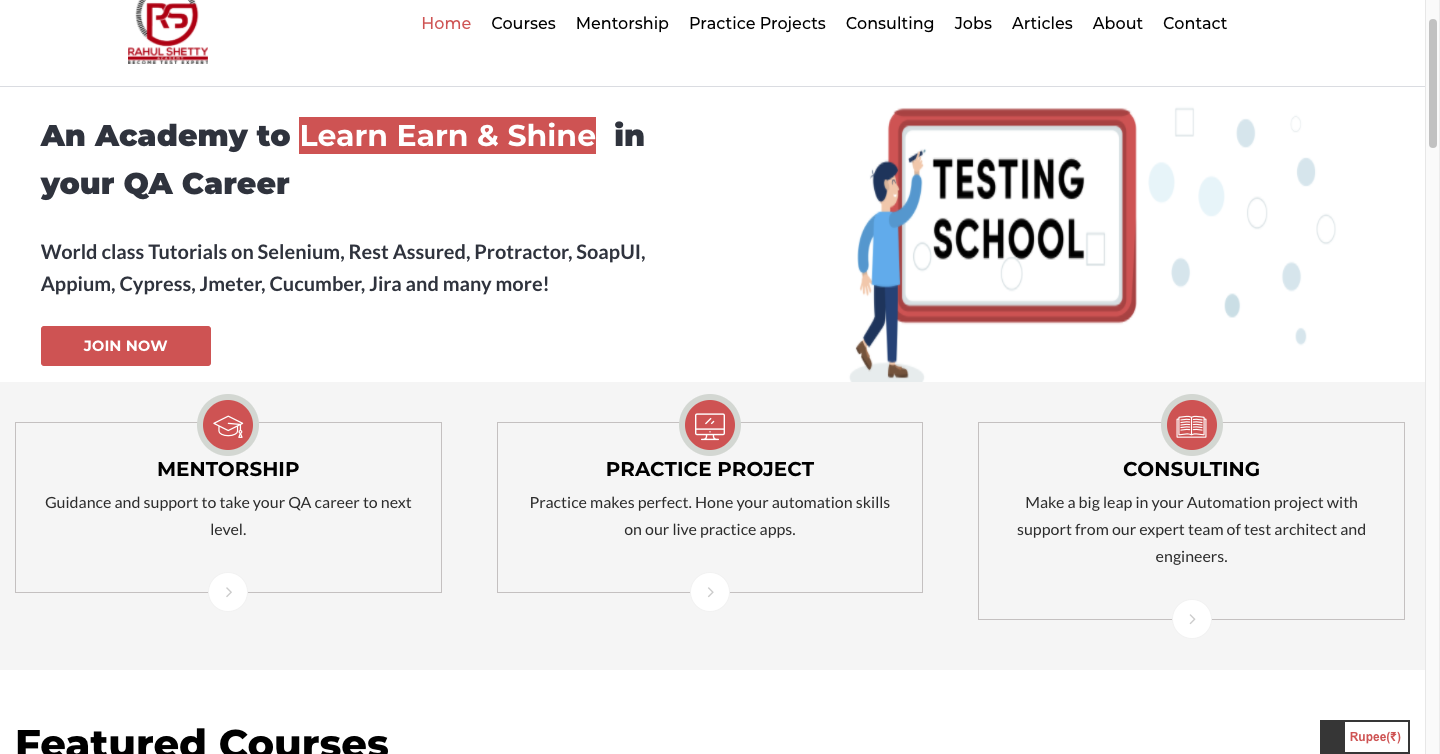 RS
RAHUL SHETTY
ACADEMY
BECOME TEST EXPERT
Home Courses Mentorship Practice Projects Consulting Jobs Articles About Contact
An Academy to Learn Earn & Shine in
your QA Career
World class Tutorials on Selenium, Rest Assured, Protractor, SoapUI,
Appium, Cypress, Jmeter, Cucumber, Jira and many more!
JOIN NOW
TESTING
SCHOOL
MENTORSHIP
Guidance and support to take your QA career to next
level.
PRACTICE PROJECT
Practice makes perfect. Hone your automation skills
on our live practice apps.
CONSULTING
Make a big leap in your Automation project with
support from our expert team of test architect and
engineers.
Featured Courses
Rupee(₹)